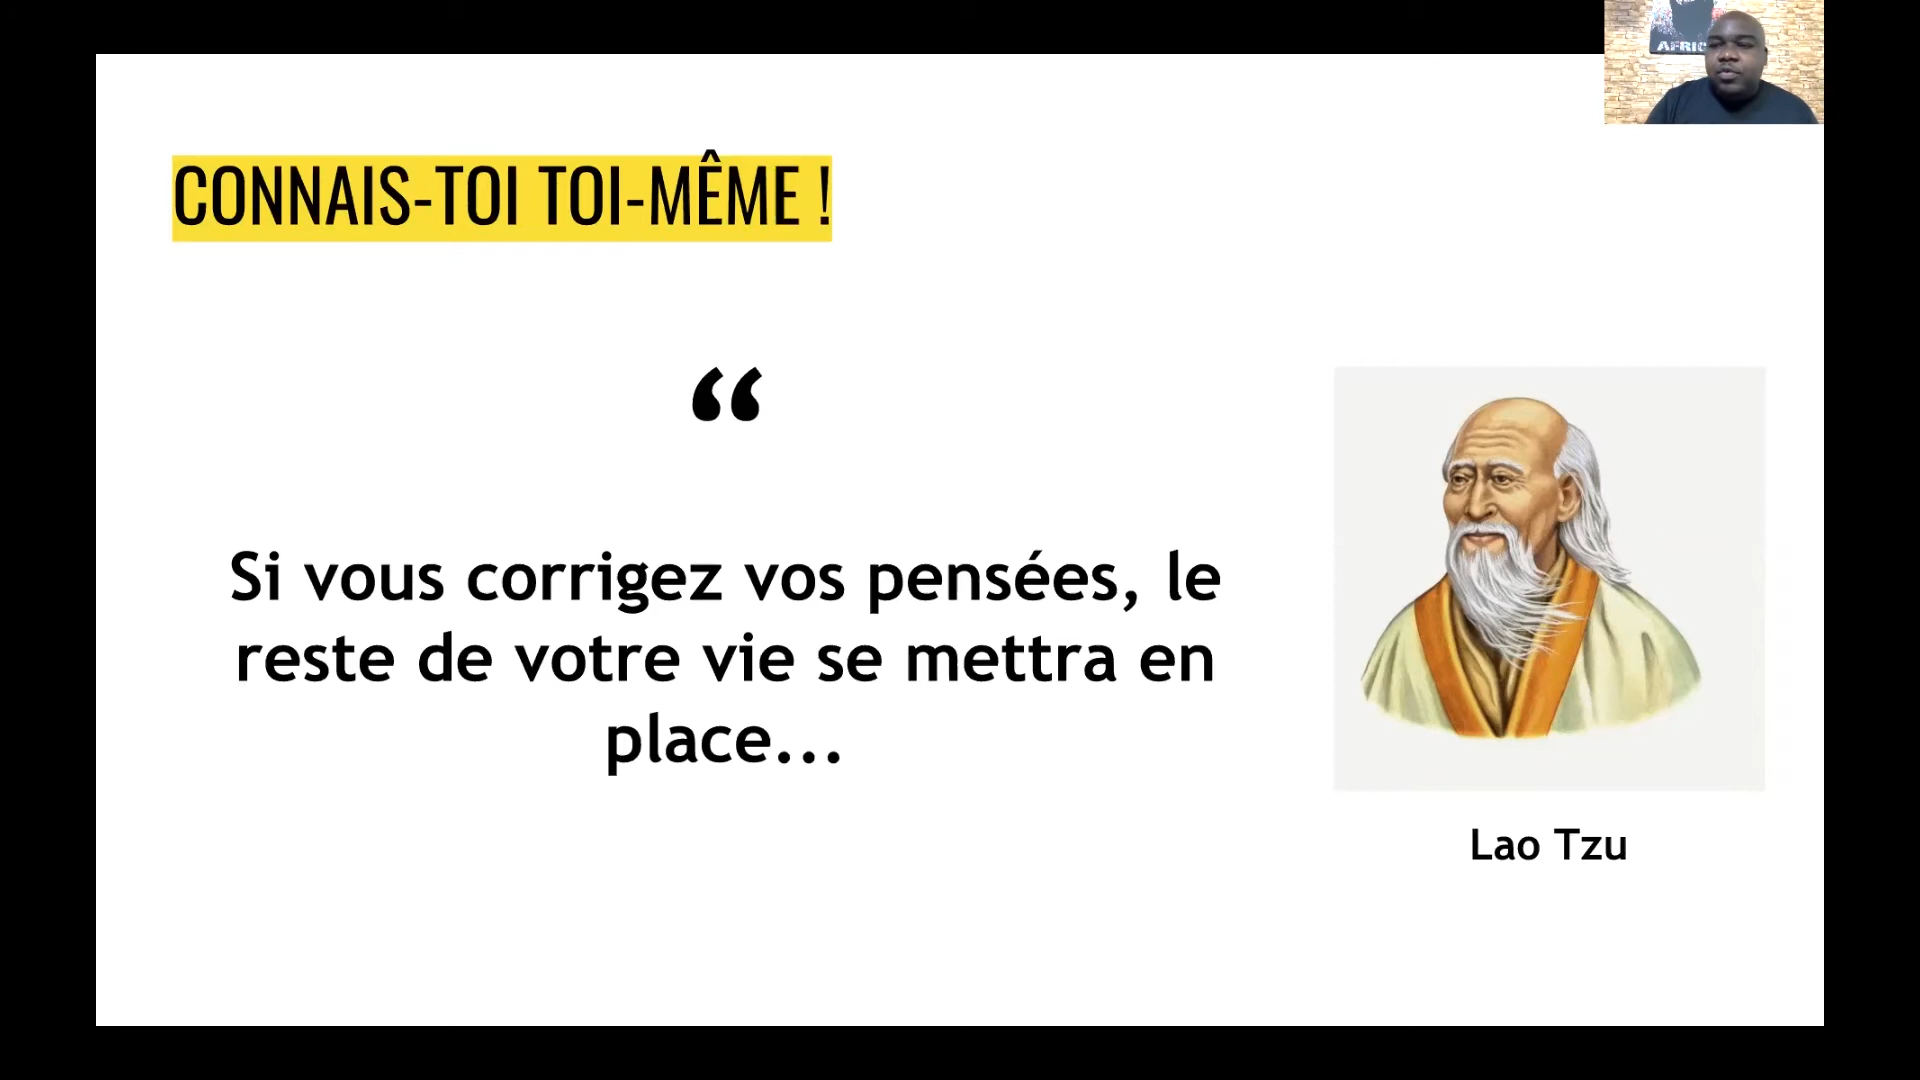 AFRIC
CONNAIS-TOI TOI-MÊME !
“
Si vous corrigez vos pensées, le
reste de votre vie se mettra en
place...
Lao Tzu